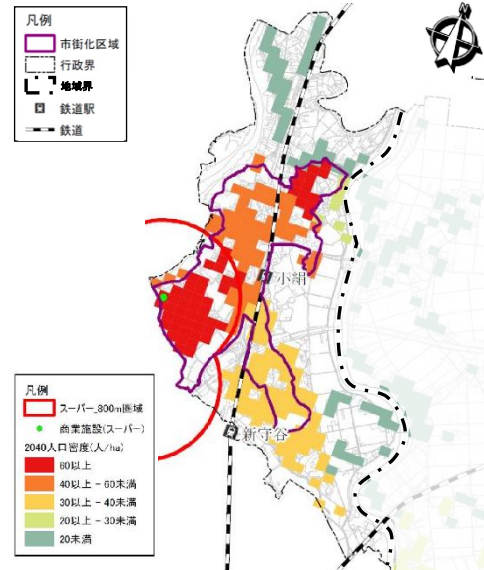 凡例
市街化区域
行政界
地域界
鉄道駅
鉄道
小絹
新守谷
凡例
スーパー_800m圏域
商業施設(スーパー)
2040人口密度(人/ha)
60以上
40以上 - 60未満
30以上 - 40未満
20以上 - 30未満
20未満